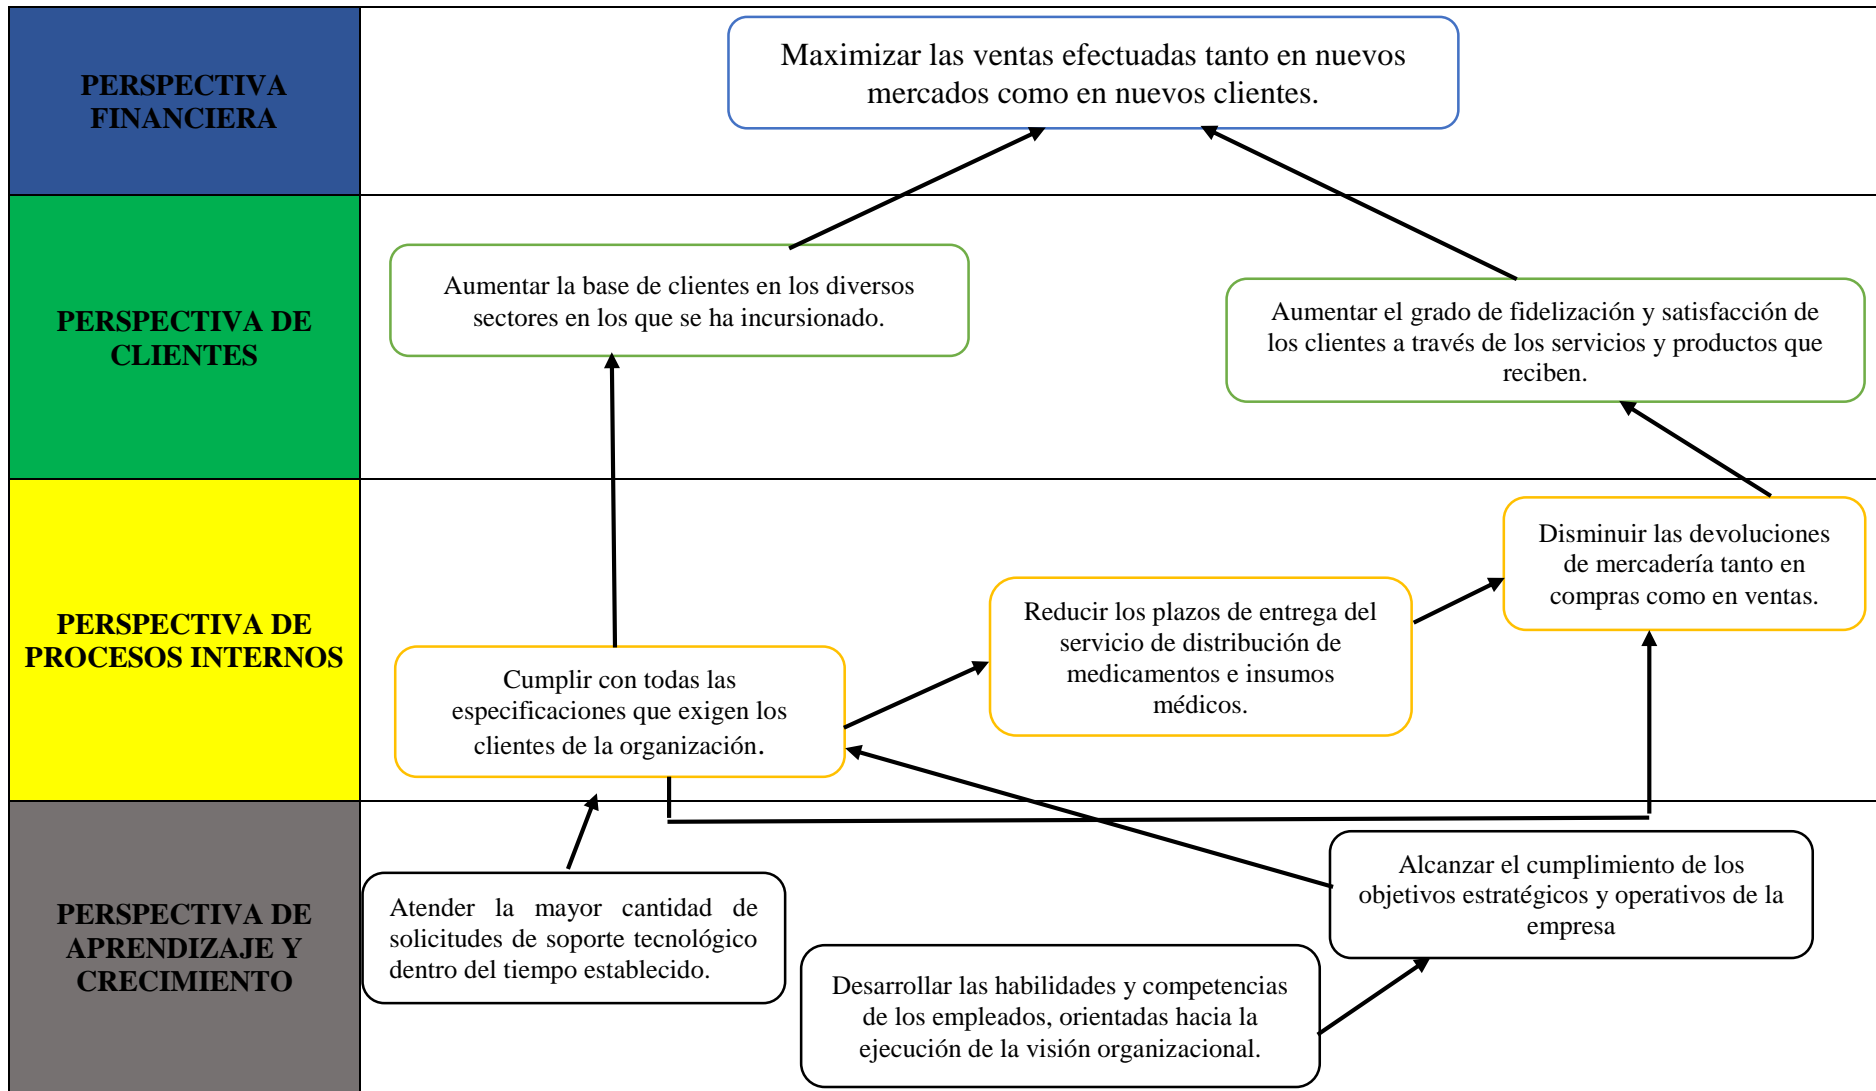 PERSPECTIVA
FINANCIERA
Maximizar las ventas efectuadas tanto en nuevos
mercados como en nuevos clientes.
PERSPECTIVA DE
CLIENTES
Aumentar la base de clientes en los diversos
sectores en los que se ha incursionado.
Aumentar el grado de fidelización y satisfacción de
los clientes a través de los servicios y productos que
reciben.
PERSPECTIVA DE
PROCESOS INTERNOS
Cumplir con todas las
especificaciones que exigen los
clientes de la organización.
Reducir los plazos de entrega del
servicio de distribución de
medicamentos e insumos
médicos.
Disminuir las devoluciones
de mercadería tanto en
compras como en ventas.
PERSPECTIVA DE
APRENDIZAJE Y
CRECIMIENTO
Atender la mayor cantidad de
solicitudes de soporte tecnológico
dentro del tiempo establecido.
Desarrollar las habilidades y competencias
de los empleados, orientadas hacia la
ejecución de la visión organizacional.
Alcanzar el cumplimiento de los
objetivos estratégicos y operativos de la
empresa